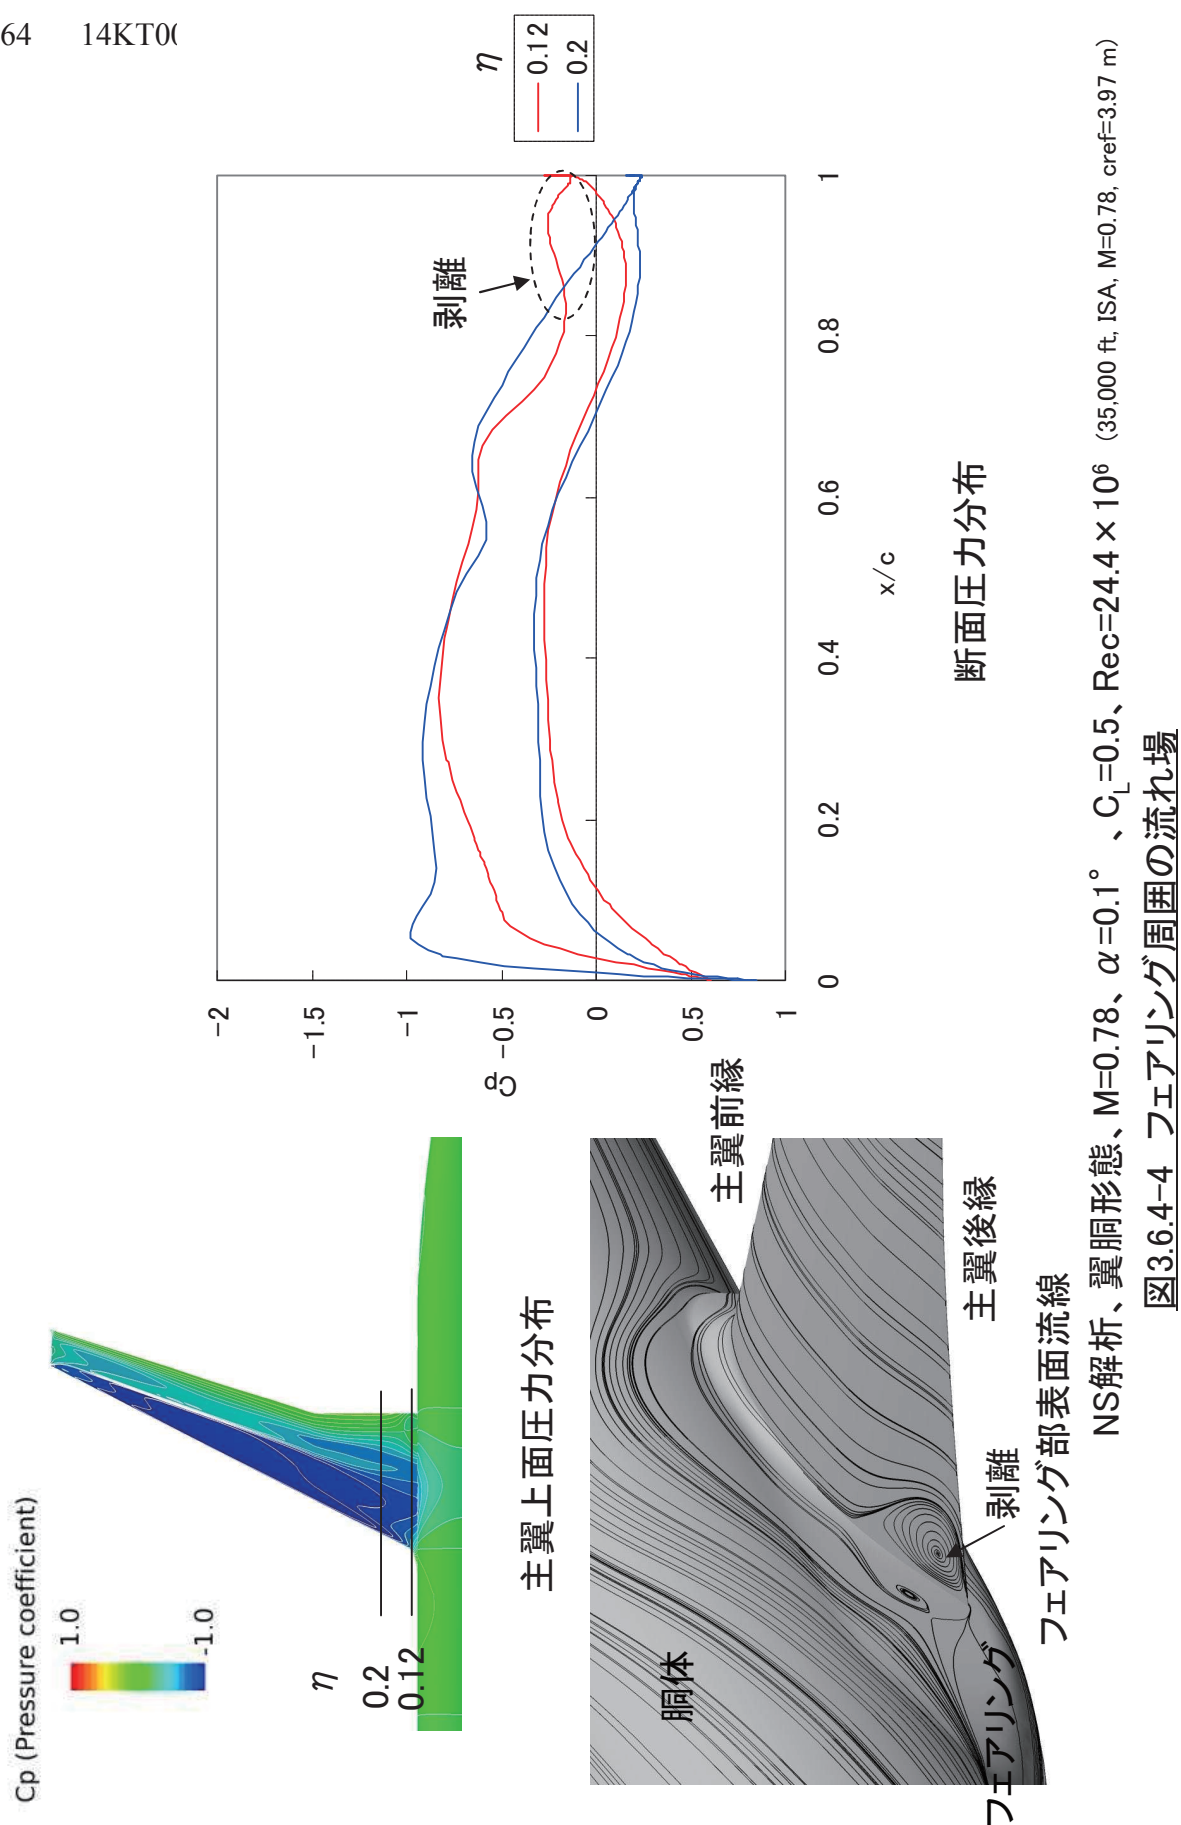 64 14KT0
Cp (Pressure coefficient)
1.0
-1.0
η
0.2
0.12
主翼上面圧力分布
η
0.12
0.2
剥離
Cp
-2
-1.5
-1
-0.5
0
0.5
1
0
0.2
0.4
0.6
0.8
1
x/c
断面圧力分布
胴体
主翼前縁
主翼後縁
剥離
フェアリング
フェアリング部表面流線
NS解析、翼胴形態、M=0.78、α=0.1°、CL=0.5、Rec=24.4×10⁶ (35,000 ft, ISA, M=0.78, cref=3.97 m)
図3.6.4-4 フェアリング周囲の流れ場